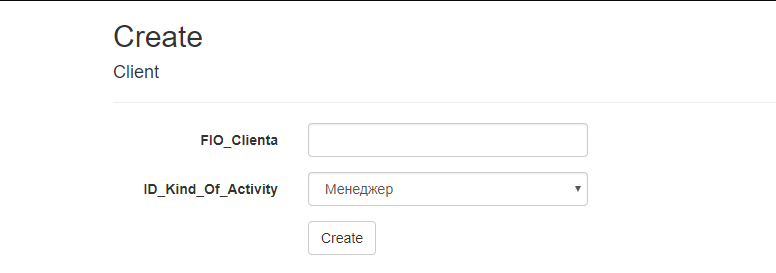 Create
Client
FIO_Clienta
ID_Kind_Of_Activity Менеджер
Create